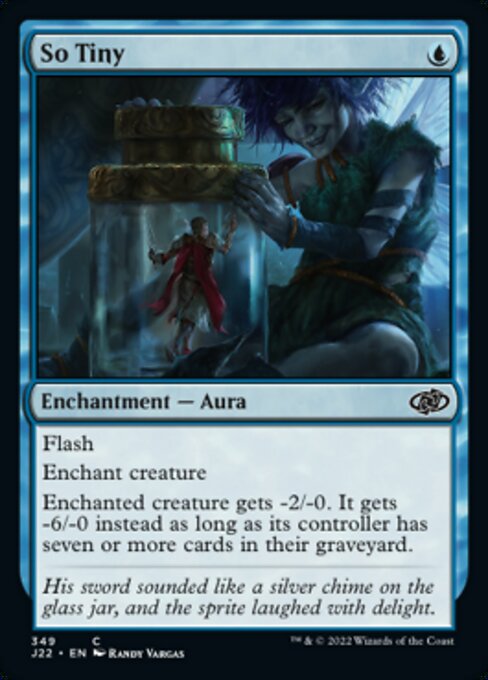 So Tiny
Enchantment — Aura
Flash
Enchant creature
Enchanted creature gets -2/-0. It gets
-6/-0 instead as long as its controller has
seven or more cards in their graveyard.
His sword sounded like a silver chime on the
glass jar, and the sprite laughed with delight.
349 C
J22 • EN Randy Vargas
™ & © 2022 Wizards of the Coast